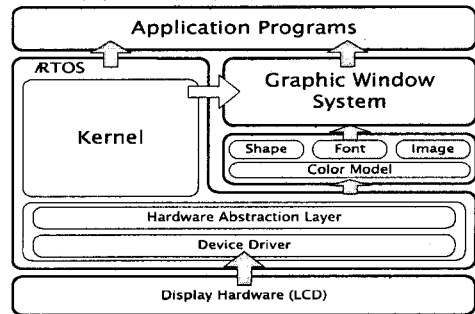 Application Programs
ÆRTOS
Graphic Window
System
Kernel
Shape Font Image
Color Model
Hardware Abstraction Layer
Device Driver
Display Hardware (LCD)